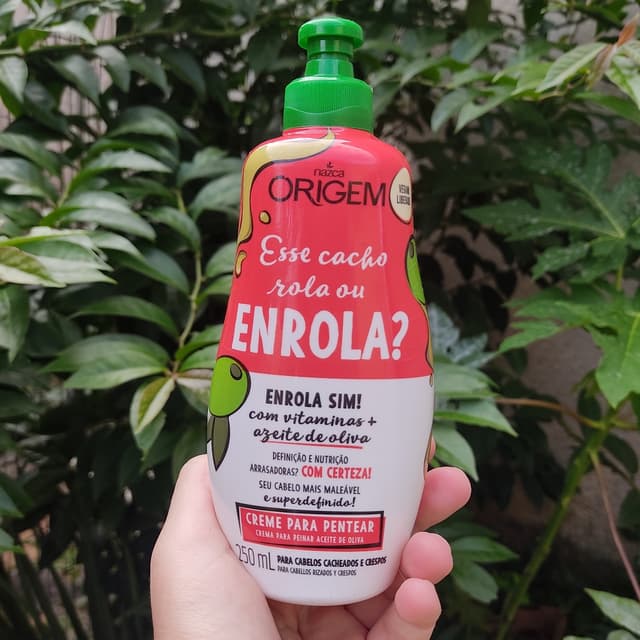 nazca
ORIGEM
VEGAN
LIBERADO
Esse cacho
rola ou
ENROLA?
ENROLA SIM!
com vitaminas +
azeite de oliva
DEFINIÇÃO E NUTRIÇÃO
ARRASADORAS? COM CERTEZA!
SEU CABELO MAIS MALEÁVEL
e superdefinido!
CREME PARA PENTEAR
CREMA PARA PEINAR ACEITE DE OLIVA
250 mL
PARA CABELOS CACHEADOS E CRESPOS
PARA CABELLOS RIZADOS Y CRESPOS